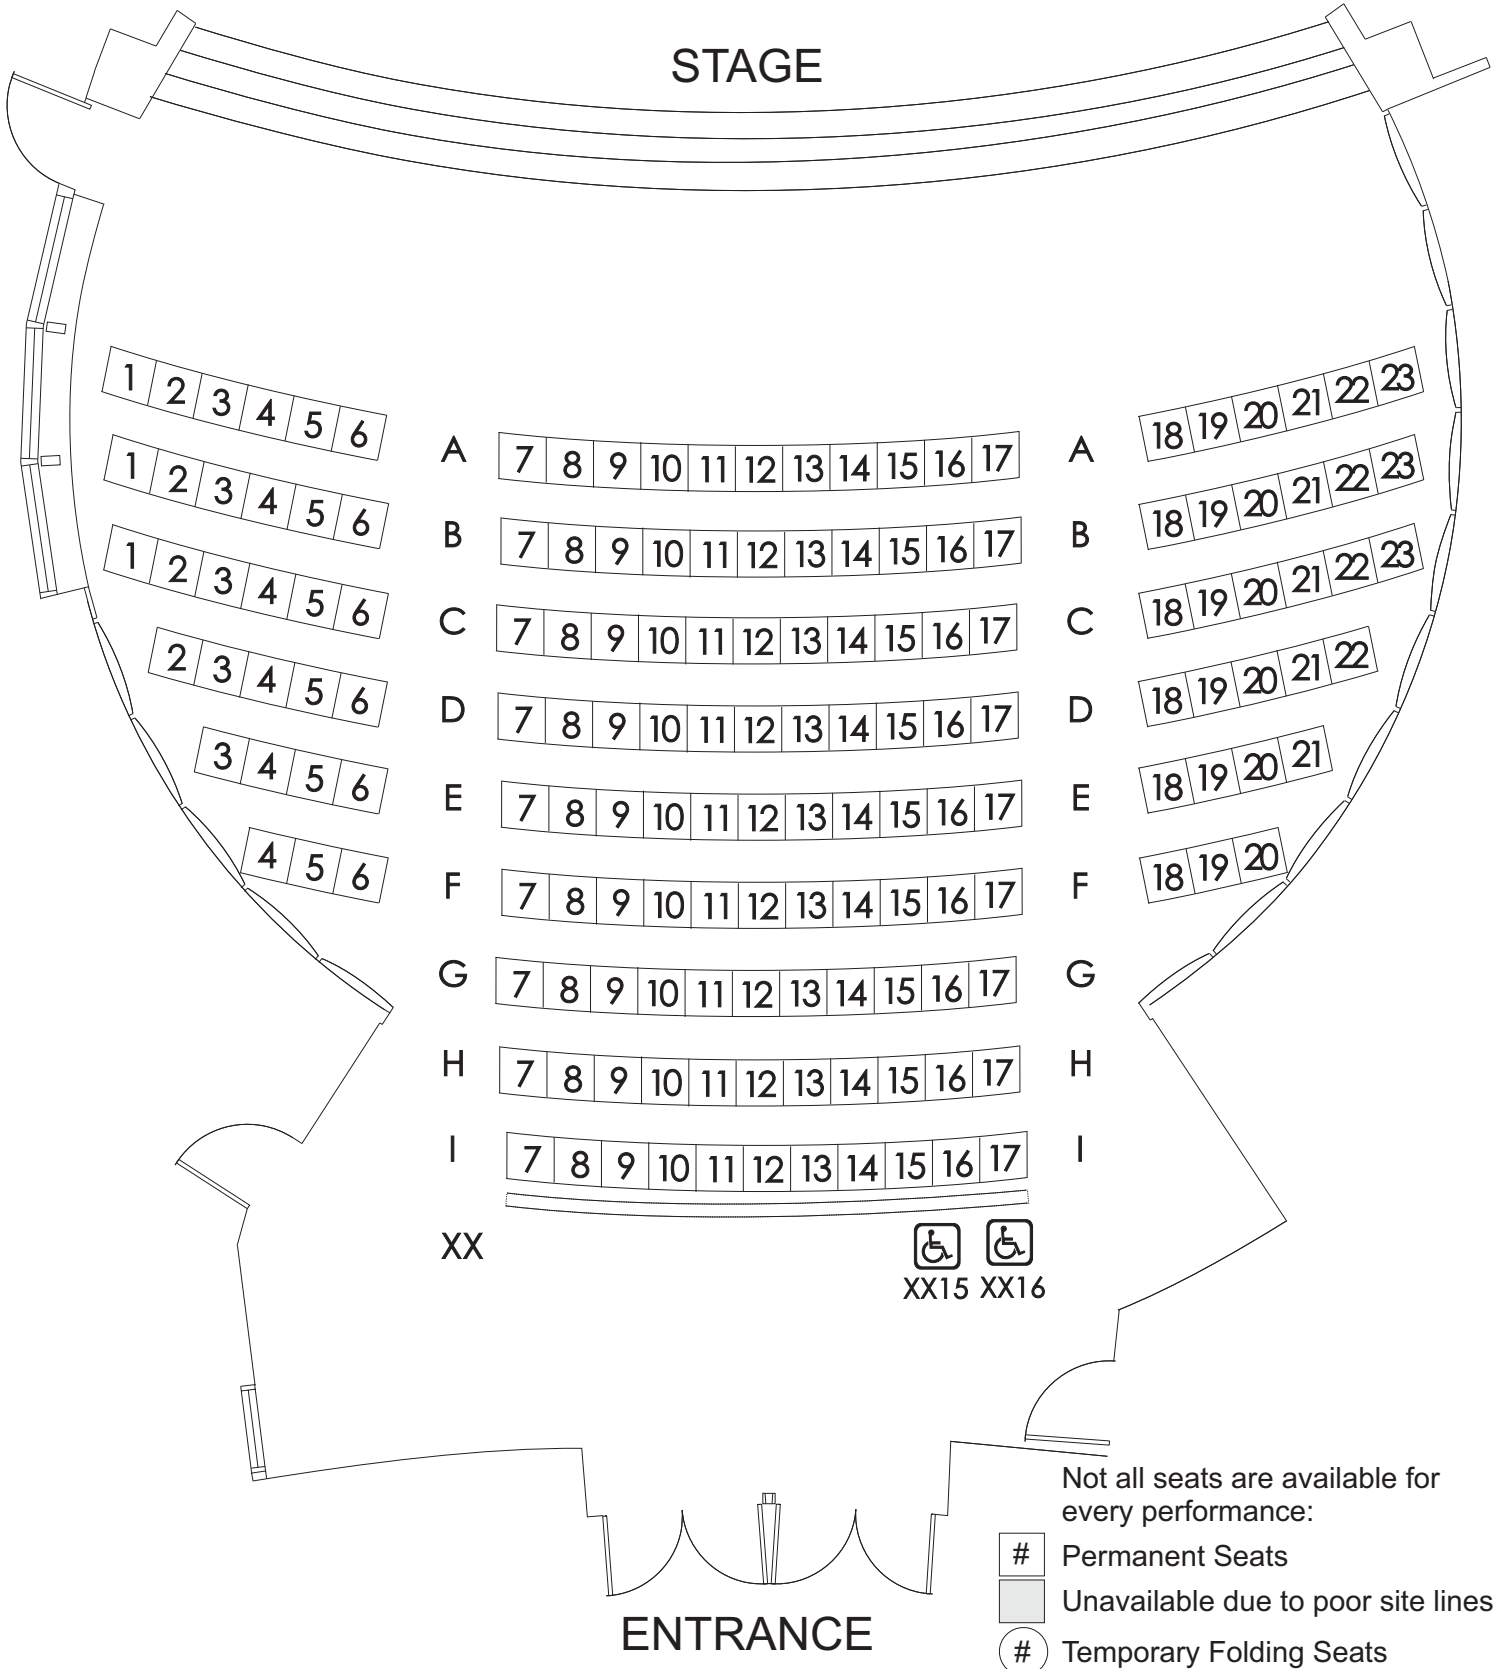 STAGE
1 2 3 4 5 6 A 7 8 9 10 11 12 13 14 15 16 17 A 18 19 20 21 22 23
1 2 3 4 5 6 B 7 8 9 10 11 12 13 14 15 16 17 B 18 19 20 21 22 23
1 2 3 4 5 6 C 7 8 9 10 11 12 13 14 15 16 17 C 18 19 20 21 22 23
2 3 4 5 6 D 7 8 9 10 11 12 13 14 15 16 17 D 18 19 20 21 22
3 4 5 6 E 7 8 9 10 11 12 13 14 15 16 17 E 18 19 20 21
4 5 6 F 7 8 9 10 11 12 13 14 15 16 17 F 18 19 20
G 7 8 9 10 11 12 13 14 15 16 17 G
H 7 8 9 10 11 12 13 14 15 16 17 H
I 7 8 9 10 11 12 13 14 15 16 17 I
XX
XX15 XX16
Not all seats are available for
every performance:
# Permanent Seats
Unavailable due to poor site lines
# Temporary Folding Seats
ENTRANCE